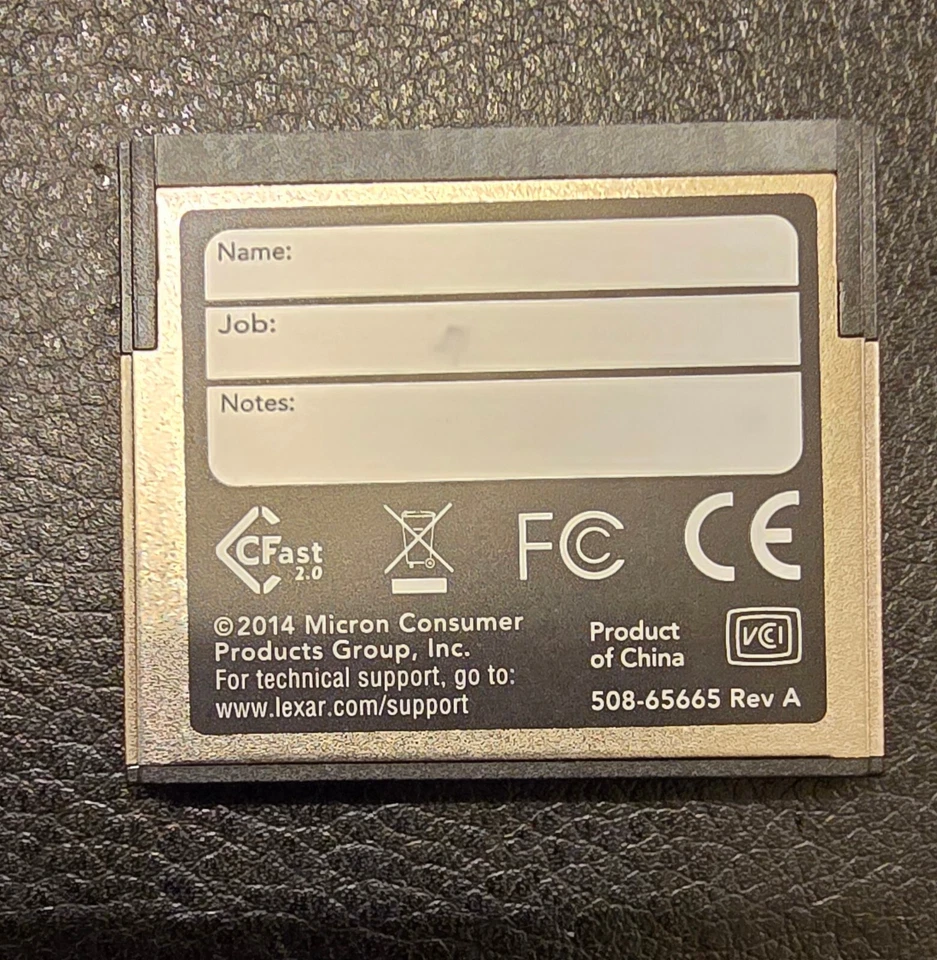 Name:
Job:
Notes:
CFast
2.0
FC
CE
©2014 Micron Consumer
Products Group, Inc.
For technical support, go to:
www.lexar.com/support
Product
of China
VCI
508-65665 Rev A